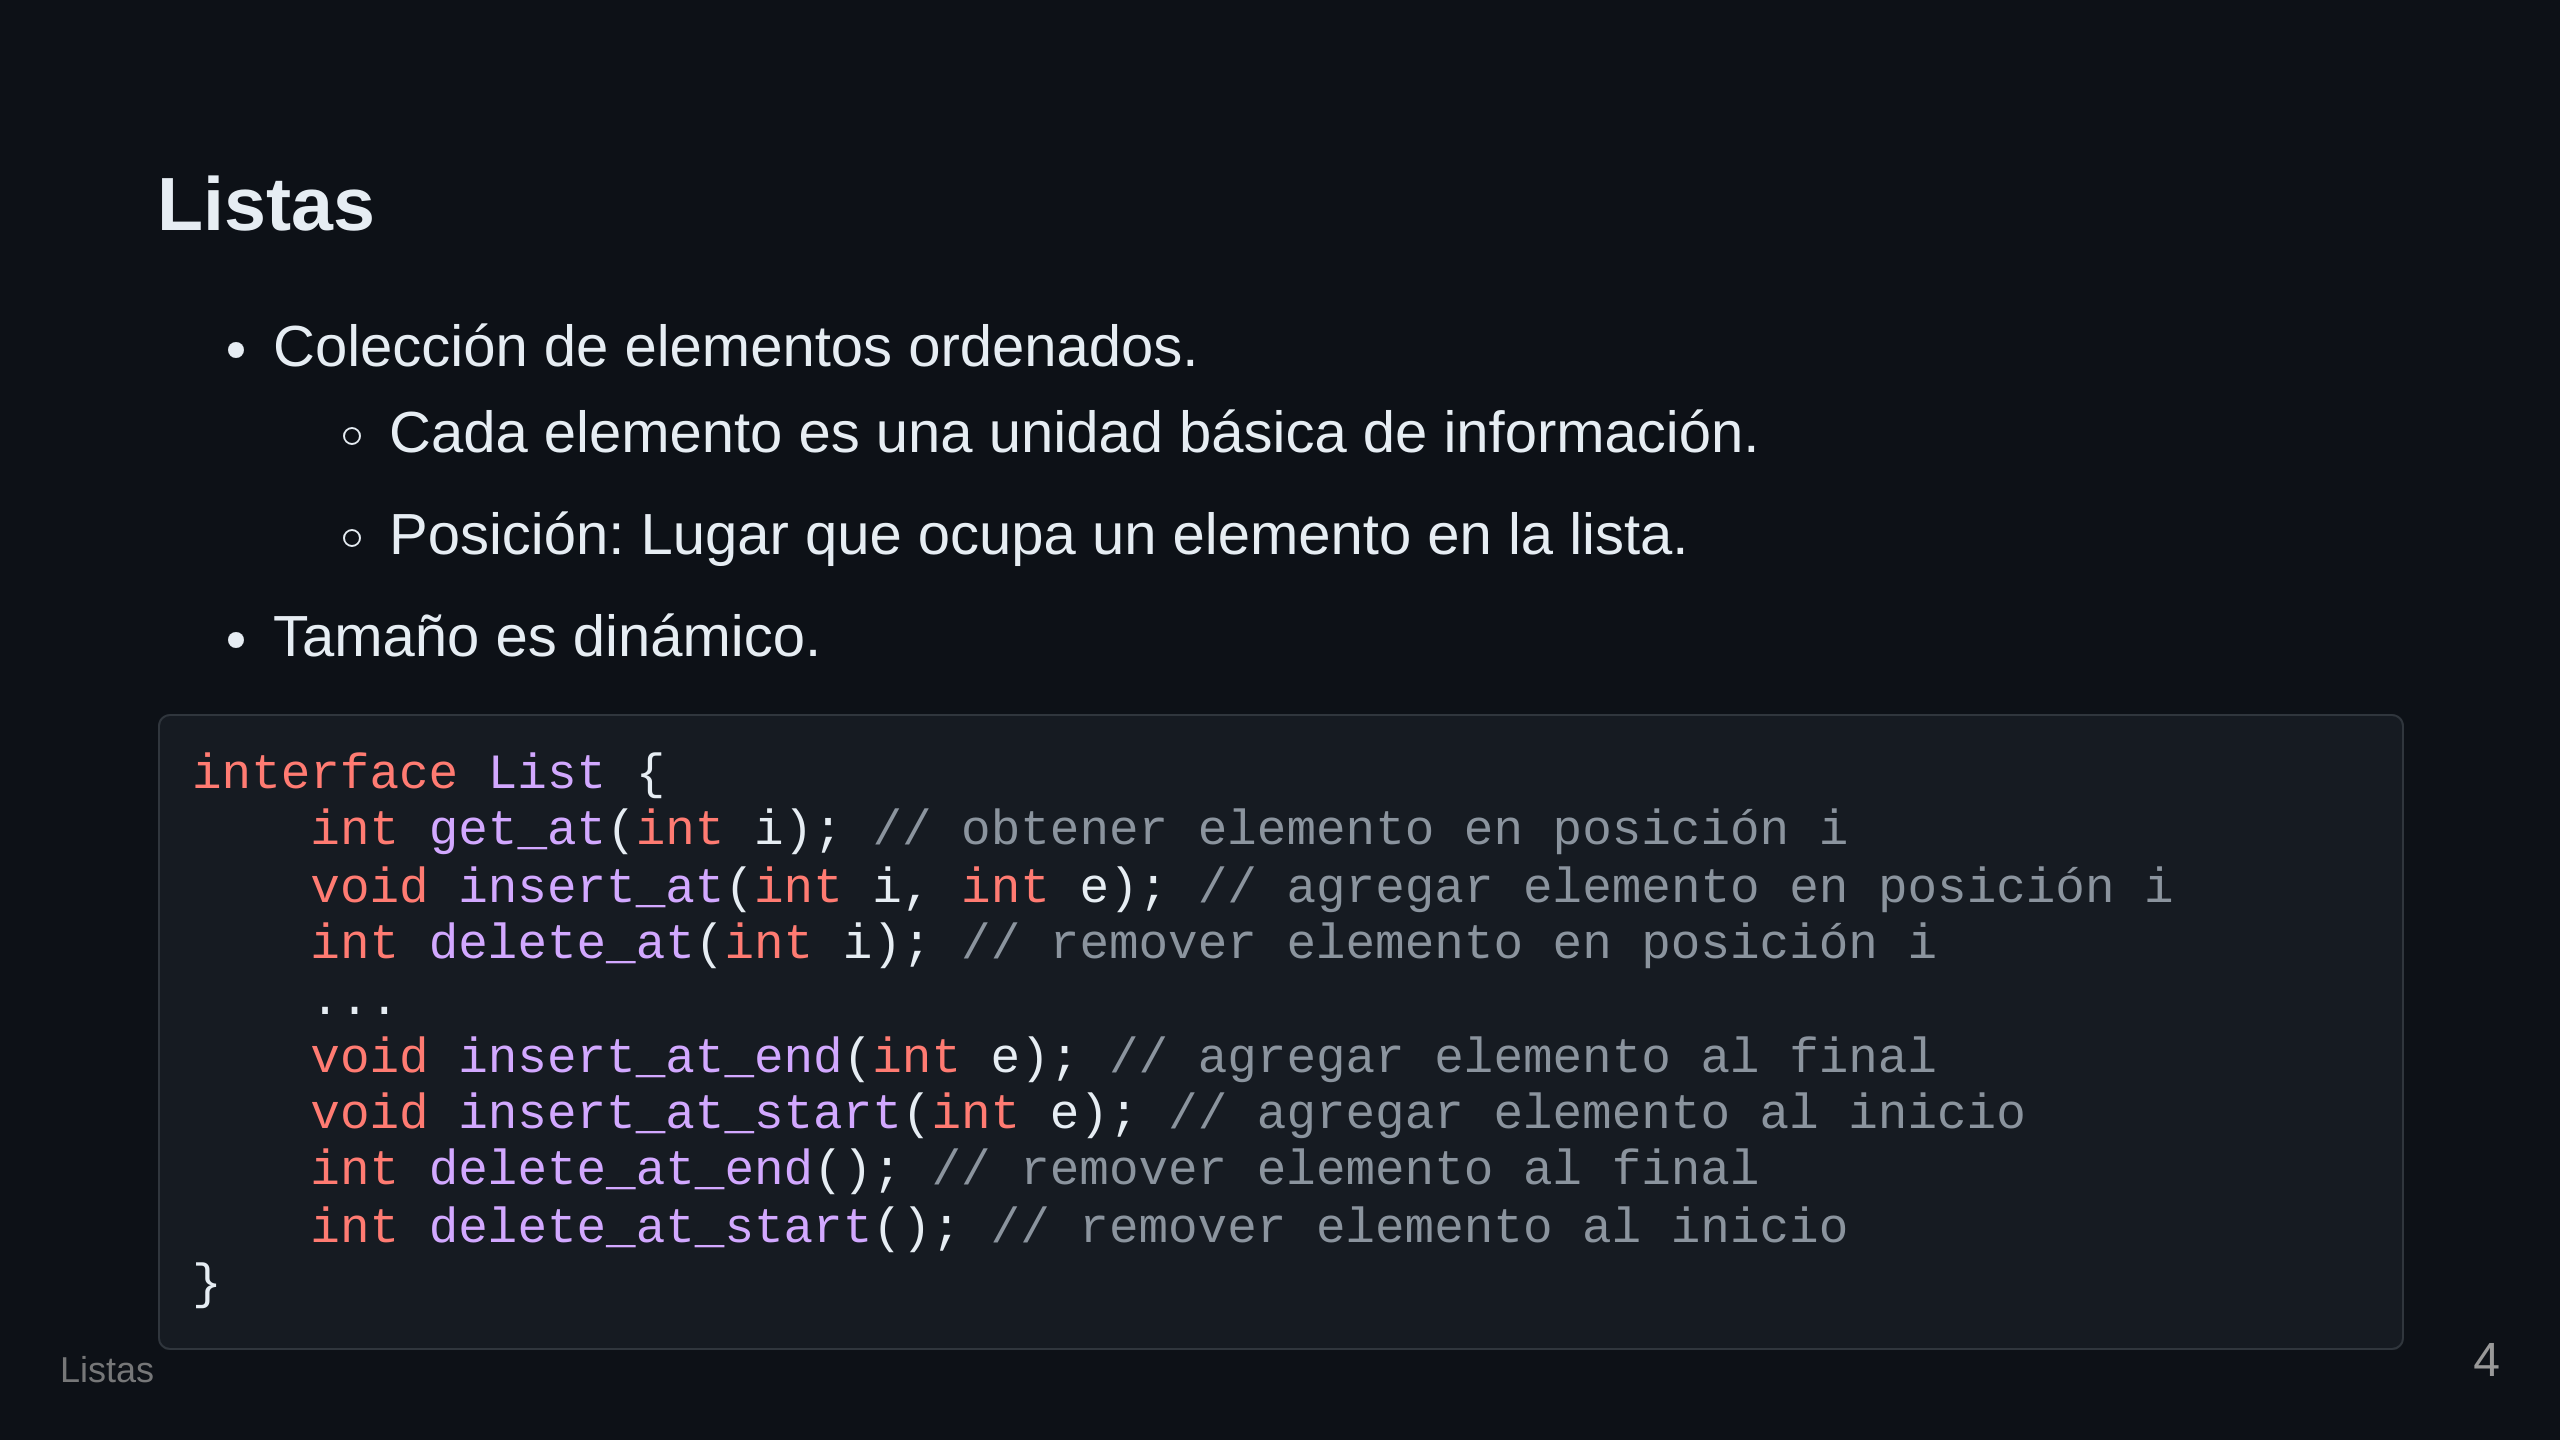 Listas
• Colección de elementos ordenados.
◦ Cada elemento es una unidad básica de información.
◦ Posición: Lugar que ocupa un elemento en la lista.
• Tamaño es dinámico.
interface List {
    int get_at(int i); // obtener elemento en posición i
    void insert_at(int i, int e); // agregar elemento en posición i
    int delete_at(int i); // remover elemento en posición i
    ...
    void insert_at_end(int e); // agregar elemento al final
    void insert_at_start(int e); // agregar elemento al inicio
    int delete_at_end(); // remover elemento al final
    int delete_at_start(); // remover elemento al inicio
}
Listas
4